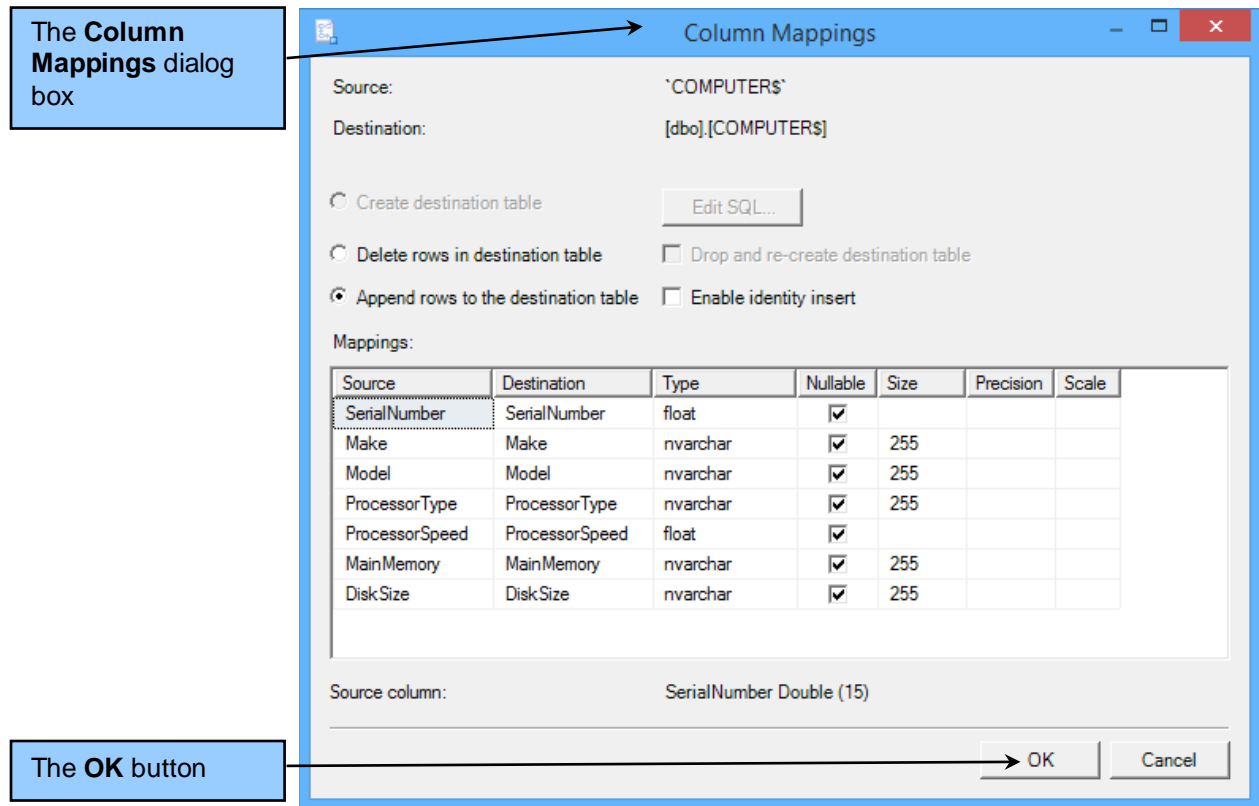 The Column
Mappings dialog
box
Column Mappings
Source: `COMPUTER$`
Destination: [dbo].[COMPUTER$]
Create destination table Edit SQL...
Delete rows in destination table Drop and re-create destination table
Append rows to the destination table Enable identity insert
Mappings:
Source Destination Type Nullable Size Precision Scale
SerialNumber SerialNumber float
Make Make nvarchar 255
Model Model nvarchar 255
ProcessorType ProcessorType nvarchar 255
ProcessorSpeed ProcessorSpeed float
MainMemory MainMemory nvarchar 255
DiskSize DiskSize nvarchar 255
Source column: SerialNumber Double (15)
The OK button
OK Cancel